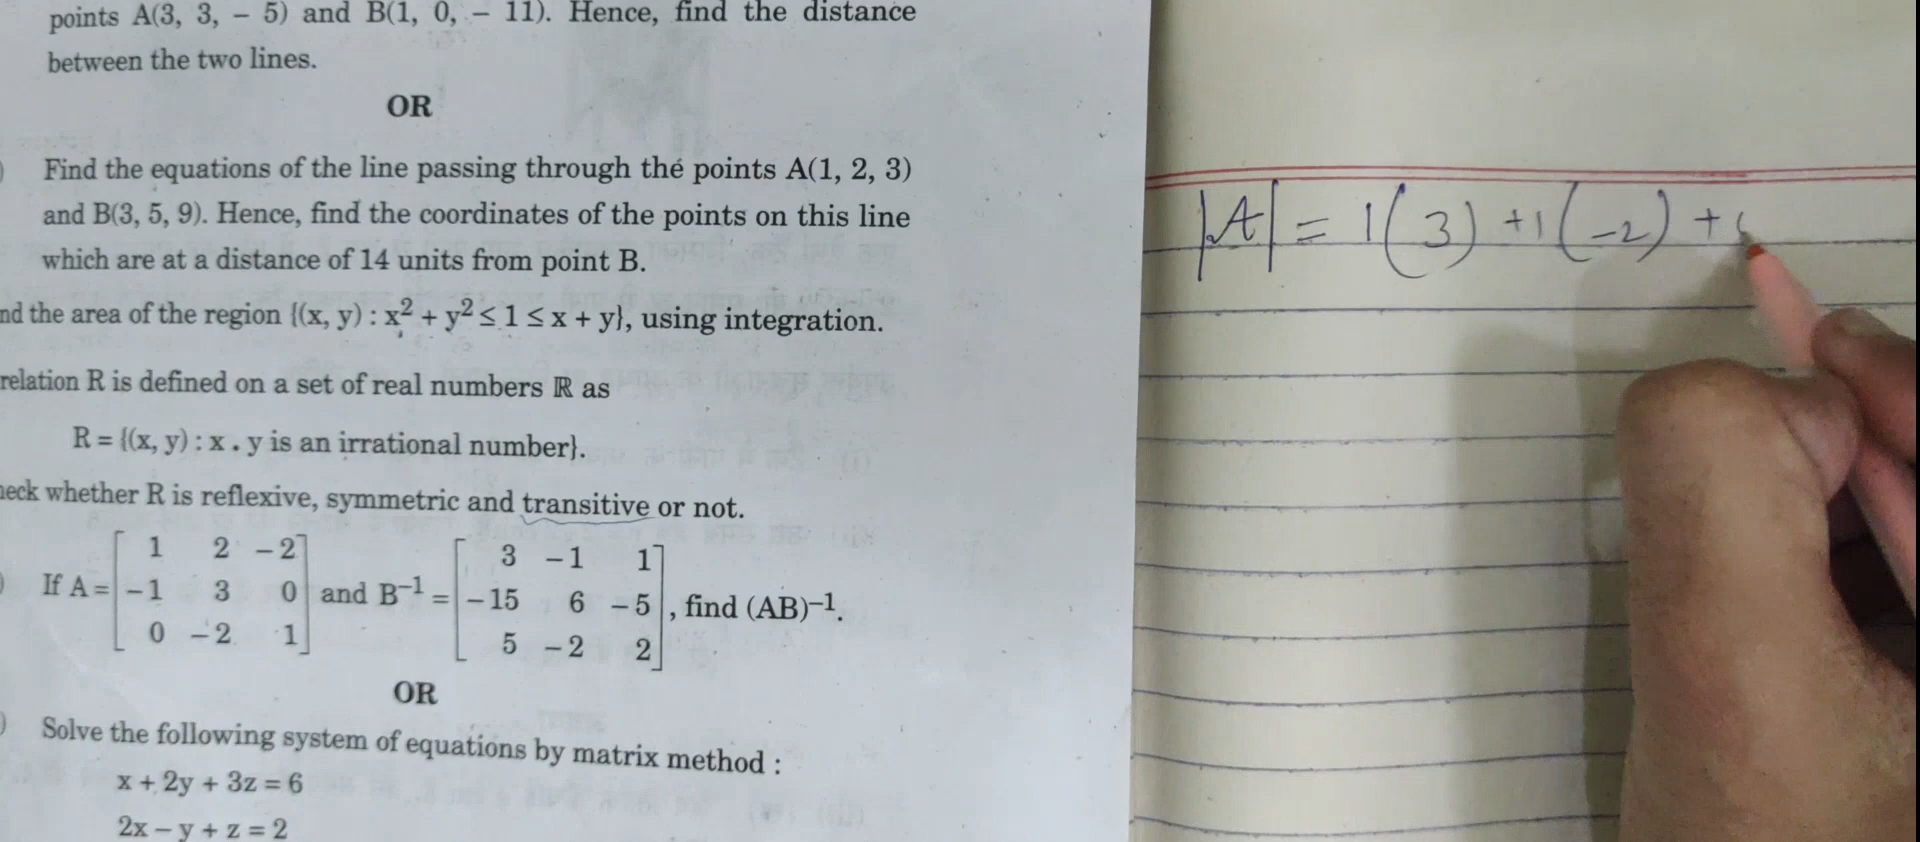 points A(3, 3, – 5) and B(1, 0, – 11). Hence, find the distance
between the two lines.
OR
) Find the equations of the line passing through the points A(1, 2, 3)
and B(3, 5, 9). Hence, find the coordinates of the points on this line
which are at a distance of 14 units from point B.
nd the area of the region {(x, y) : x² + y² ≤ 1 ≤ x + y}, using integration.
relation R is defined on a set of real numbers ℝ as
R = {(x, y) : x . y is an irrational number}.
heck whether R is reflexive, symmetric and transitive or not.
) If A = [1 2 –2; –1 3 0; 0 –2 1] and B⁻¹ = [3 –1 1; –15 6 –5; 5 –2 2], find (AB)⁻¹.
OR
) Solve the following system of equations by matrix method :
x + 2y + 3z = 6
2x – y + z = 2
|A| = 1(3) +1(-2) +